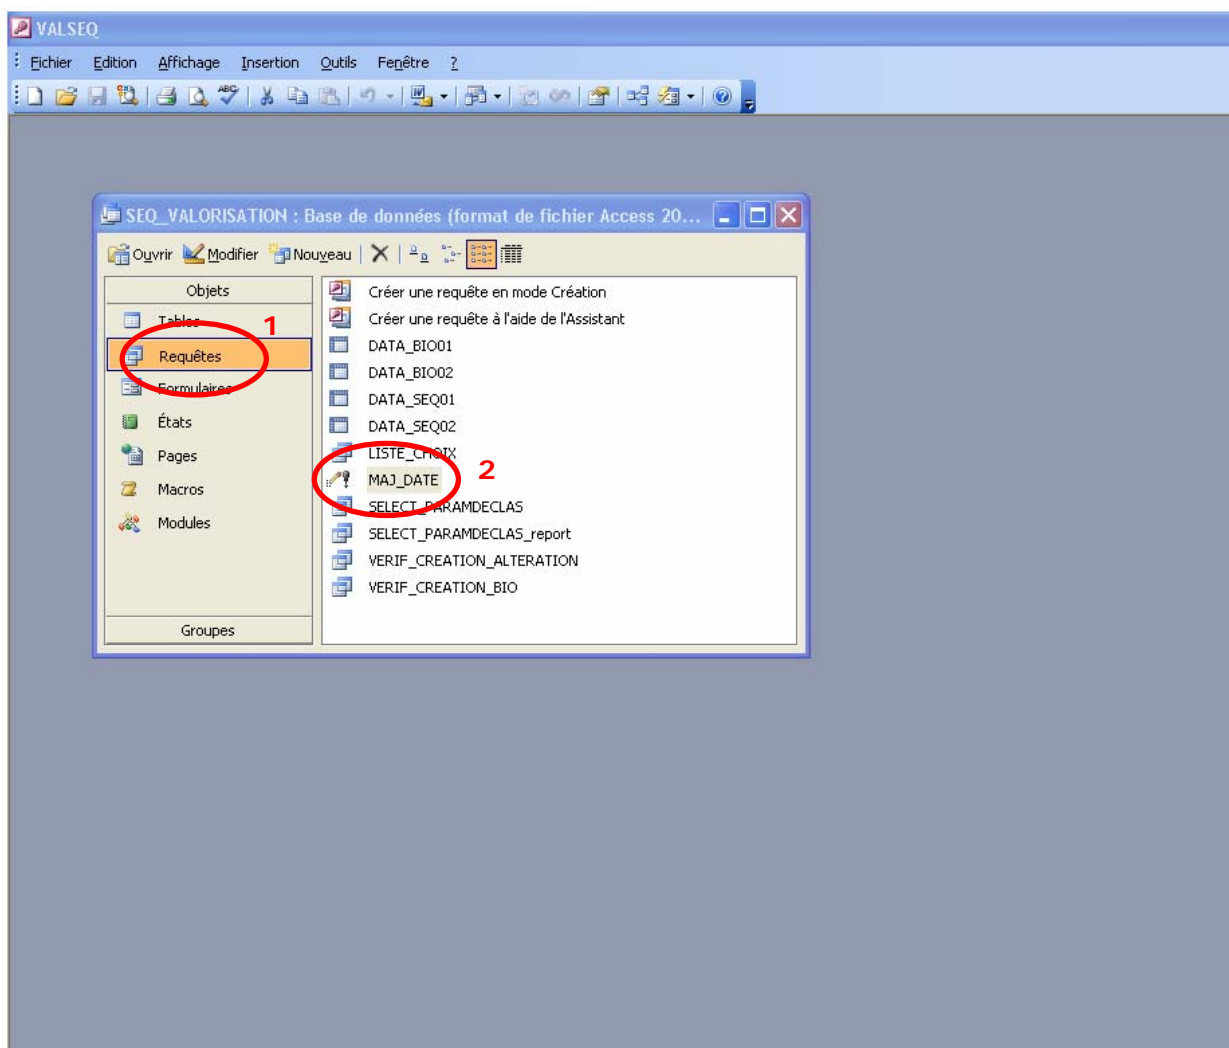 VALSEQ
Fichier Edition Affichage Insertion Outils Fenêtre ?
SEQ_VALORISATION : Base de données (format de fichier Access 20...
Ouvrir Modifier Nouveau
Objets
Tables
1
Requêtes
Formulaires
États
Pages
Macros
Modules
Groupes
Créer une requête en mode Création
Créer une requête à l'aide de l'Assistant
DATA_BIO01
DATA_BIO02
DATA_SEQ01
DATA_SEQ02
LISTE_CHOIX
MAJ_DATE
2
SELECT_PARAMDECLAS
SELECT_PARAMDECLAS_report
VERIF_CREATION_ALTERATION
VERIF_CREATION_BIO